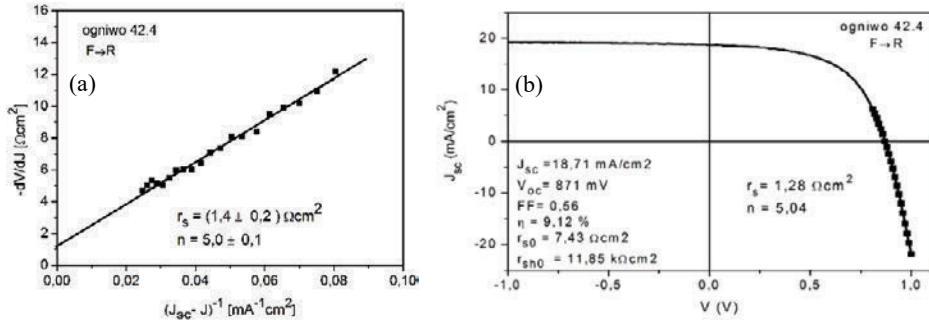 ogniwo 42.4
F→R
(a)
16
14
12
10
8
6
4
2
0
-dV/dJ [Ωcm²]
r_s = (1,4 ± 0,2) Ωcm²
n = 5,0 ± 0,1
0,00 0,02 0,04 0,06 0,08 0,10
(J_sc - J)⁻¹ [mA⁻¹cm²]
(b)
ogniwo 42.4
F→R
30
20
10
0
-10
-20
J_sc (mA/cm²)
J_sc =18,71 mA/cm2
V_oc = 871 mV
FF= 0,56
η = 9,12 %
r_s0 = 7,43 Ωcm2
r_sh0 = 11,85 kΩcm2
r_s = 1,28 Ωcm²
n = 5,04
-1,0 -0,5 0,0 0,5 1,0
V (V)